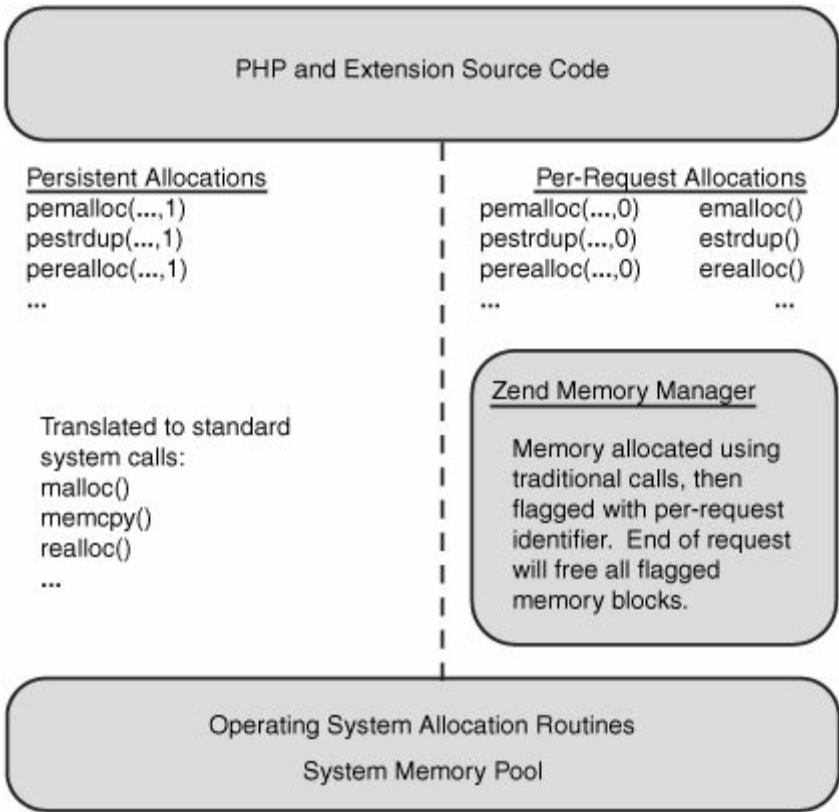 PHP and Extension Source Code
Persistent Allocations
pemalloc(...,1)
pestrdup(...,1)
perealloc(...,1)
...
Per-Request Allocations
pemalloc(...,0) emalloc()
pestrdup(...,0) estrdup()
perealloc(...,0) erealloc()
... ...
Translated to standard
system calls:
malloc()
memcpy()
realloc()
...
Zend Memory Manager
Memory allocated using
traditional calls, then
flagged with per-request
identifier. End of request
will free all flagged
memory blocks.
Operating System Allocation Routines
System Memory Pool